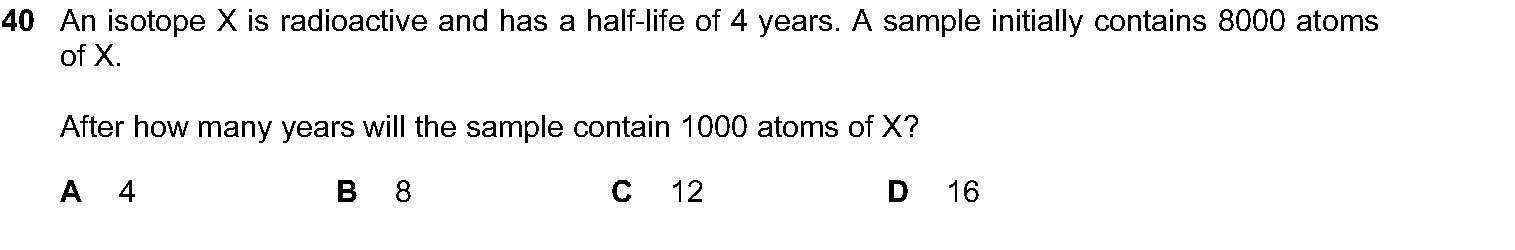 40 An isotope X is radioactive and has a half-life of 4 years. A sample initially contains 8000 atoms
of X.
After how many years will the sample contain 1000 atoms of X?
A 4 B 8 C 12 D 16